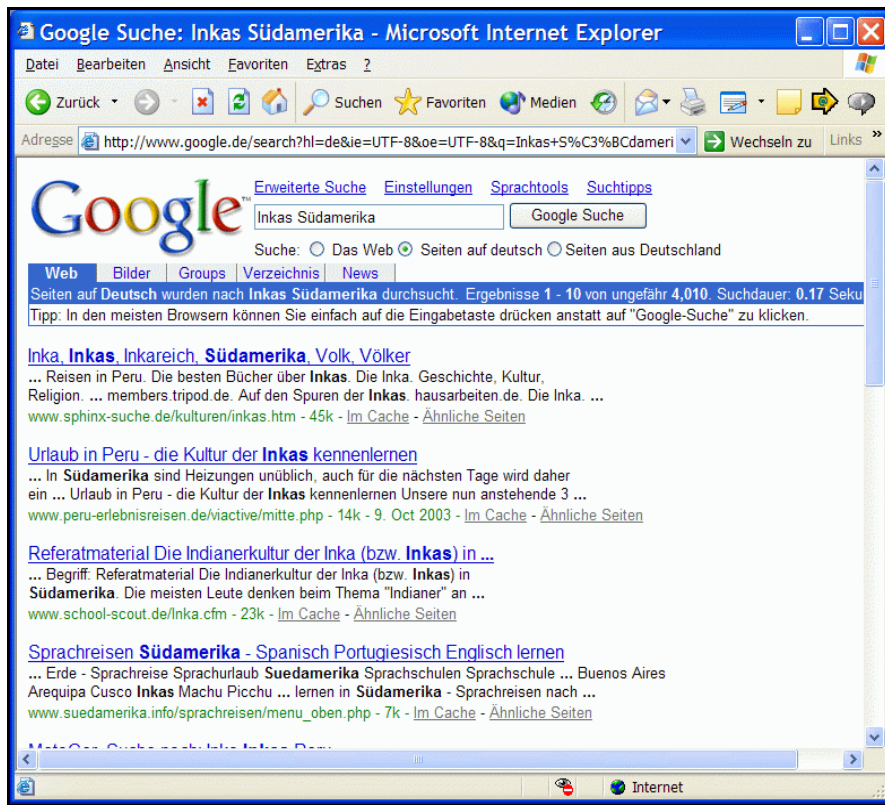 Google Suche: Inkas Südamerika - Microsoft Internet Explorer
Datei Bearbeiten Ansicht Favoriten Extras ?
Zurück Suchen Favoriten Medien
Adresse http://www.google.de/search?hl=de&ie=UTF-8&oe=UTF-8&q=Inkas+S%C3%BCdameri Wechseln zu Links »
Google™
Erweiterte Suche Einstellungen Sprachtools Suchtipps
Inkas Südamerika Google Suche
Suche: Das Web Seiten auf deutsch Seiten aus Deutschland
Web Bilder Groups Verzeichnis News
Seiten auf Deutsch wurden nach Inkas Südamerika durchsucht. Ergebnisse 1 - 10 von ungefähr 4,010. Suchdauer: 0.17 Seku
Tipp: In den meisten Browsern können Sie einfach auf die Eingabetaste drücken anstatt auf "Google-Suche" zu klicken.
Inka, Inkas, Inkareich, Südamerika, Volk, Völker
... Reisen in Peru. Die besten Bücher über Inkas. Die Inka. Geschichte, Kultur,
Religion. ... members.tripod.de. Auf den Spuren der Inkas. hausarbeiten.de. Die Inka. ...
www.sphinx-suche.de/kulturen/inkas.htm - 45k - Im Cache - Ähnliche Seiten
Urlaub in Peru - die Kultur der Inkas kennenlernen
... In Südamerika sind Heizungen unüblich, auch für die nächsten Tage wird daher
ein ... Urlaub in Peru - die Kultur der Inkas kennenlernen Unsere nun anstehende 3 ...
www.peru-erlebnisreisen.de/viactive/mitte.php - 14k - 9. Oct 2003 - Im Cache - Ähnliche Seiten
Referatmaterial Die Indianerkultur der Inka (bzw. Inkas) in ...
... Begriff: Referatmaterial Die Indianerkultur der Inka (bzw. Inkas) in
Südamerika. Die meisten Leute denken beim Thema "Indianer" an ...
www.school-scout.de/Inka.cfm - 23k - Im Cache - Ähnliche Seiten
Sprachreisen Südamerika - Spanisch Portugiesisch Englisch lernen
... Erde - Sprachreise Sprachurlaub Suedamerika Sprachschulen Sprachschule ... Buenos Aires
Arequipa Cusco Inkas Machu Picchu ... lernen in Südamerika - Sprachreisen nach ...
www.suedamerika.info/sprachreisen/menu_oben.php - 7k - Im Cache - Ähnliche Seiten
Internet